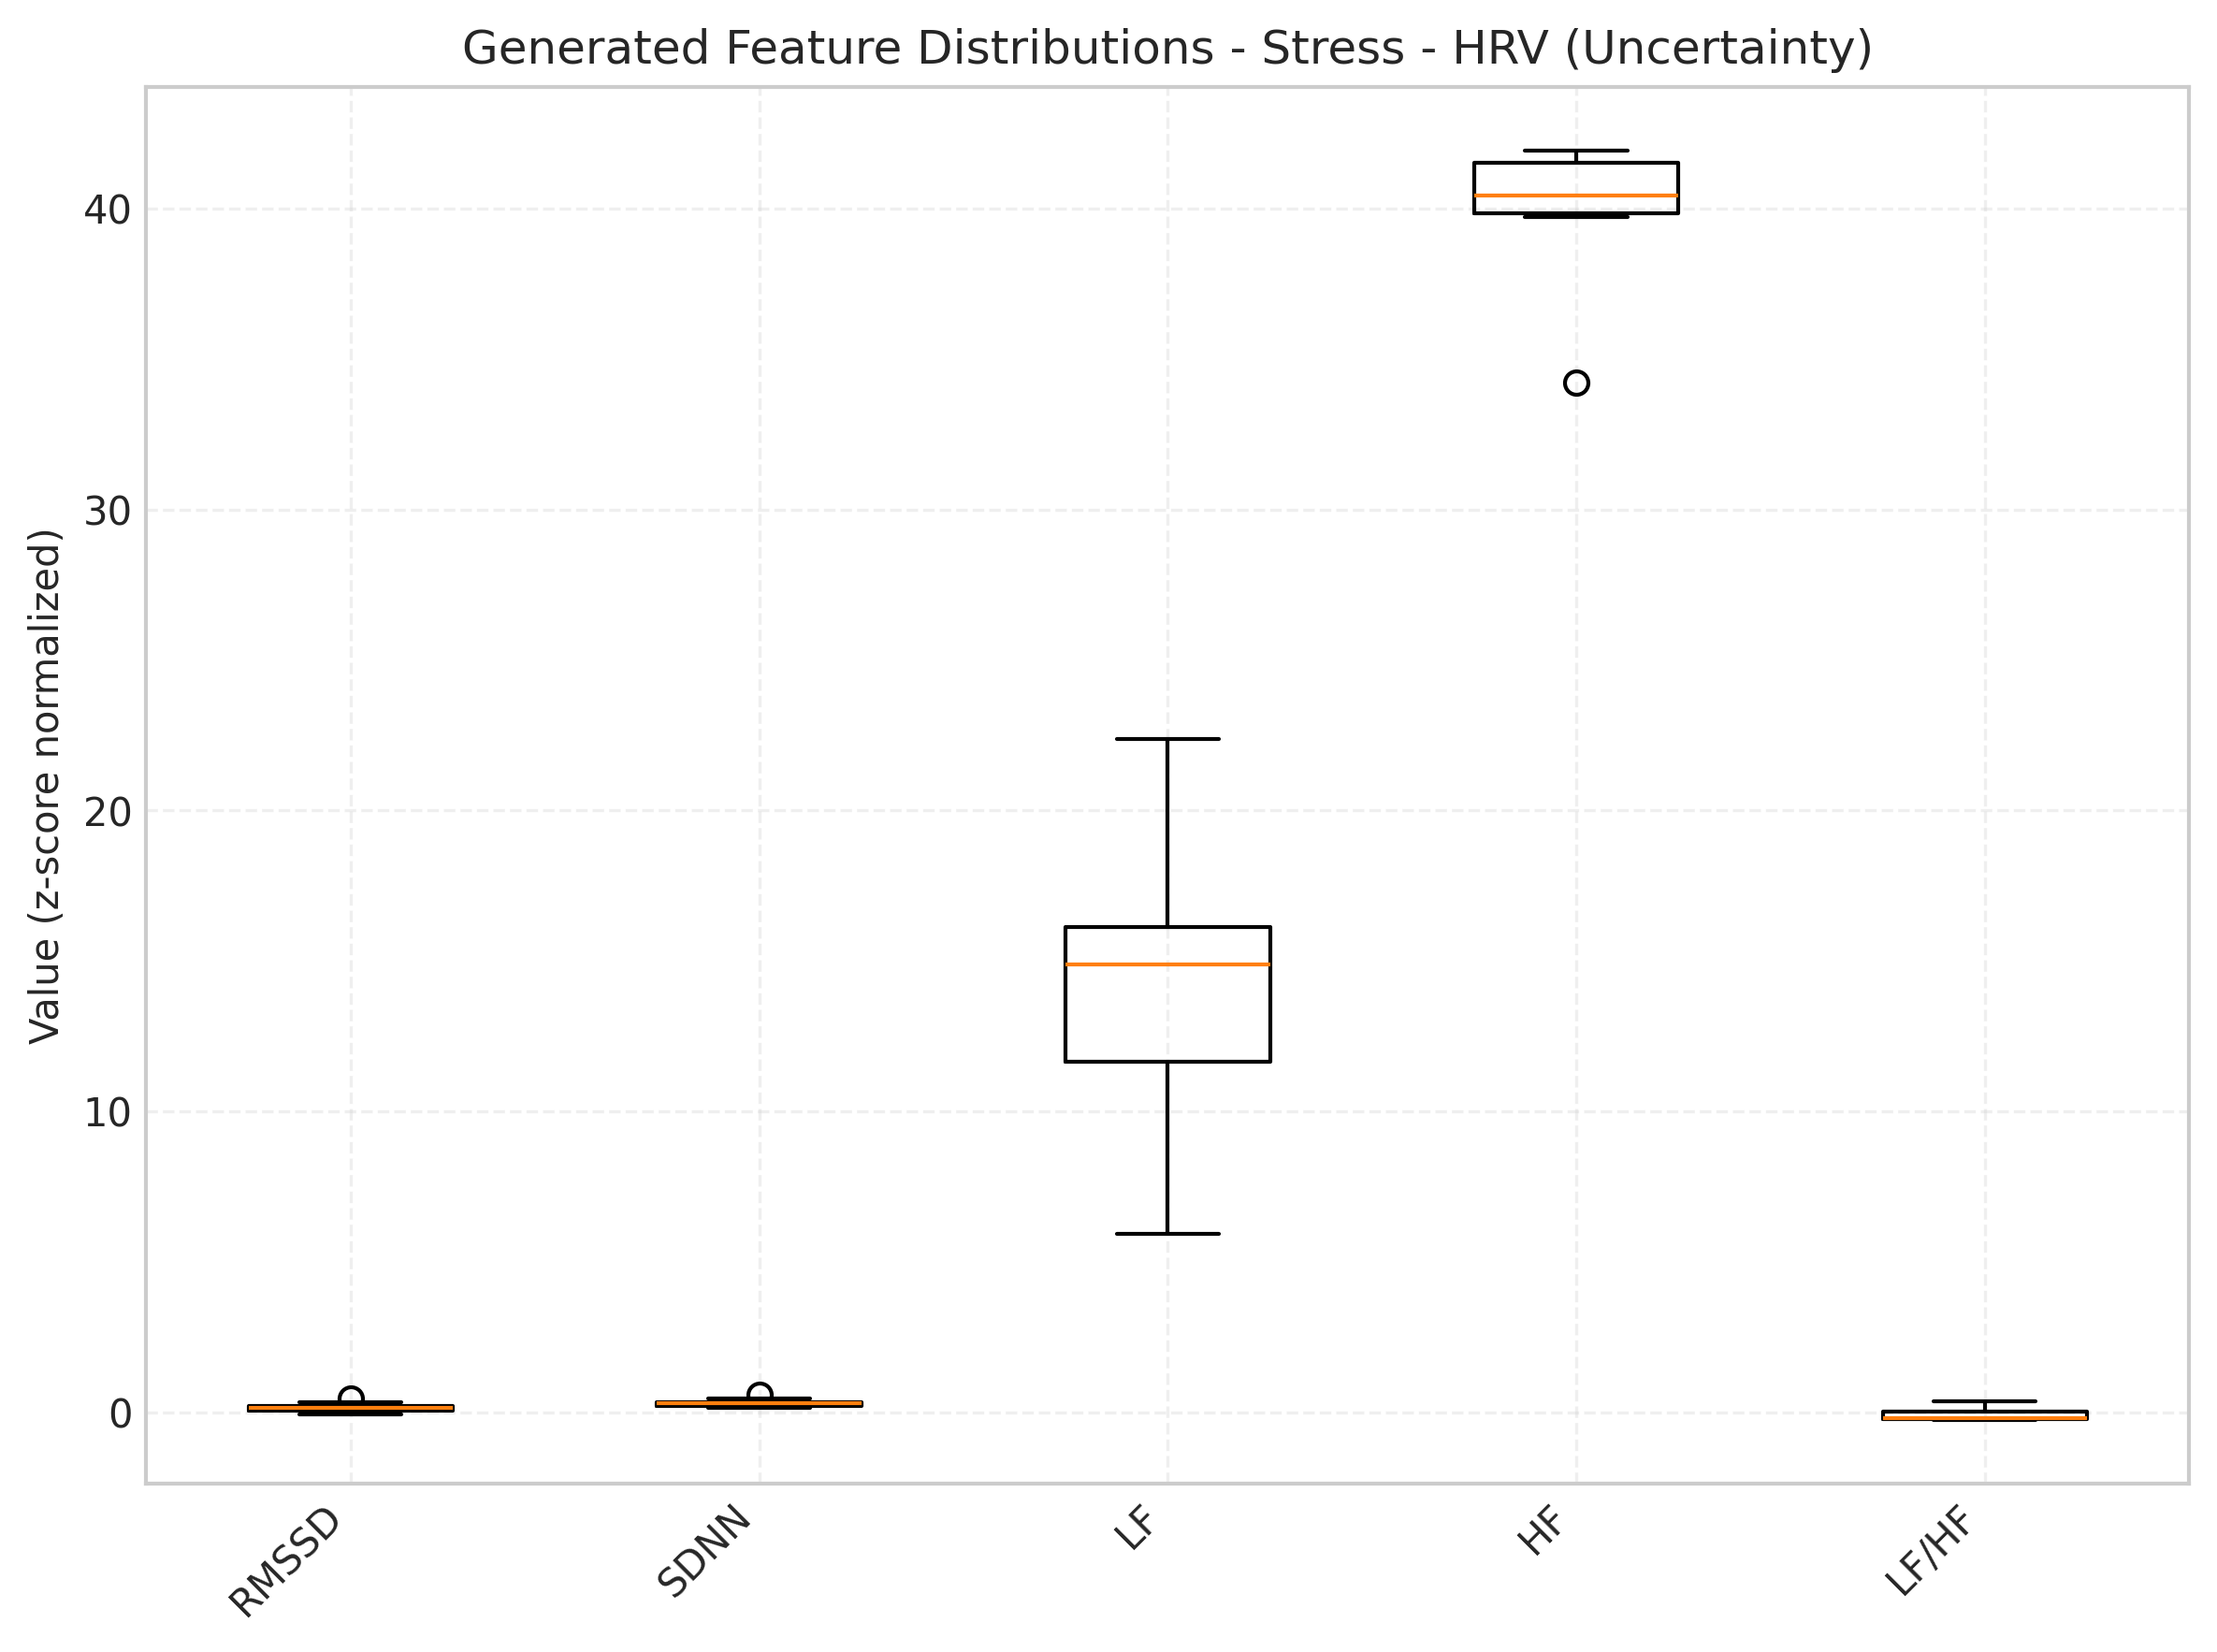 Generated Feature Distributions - Stress - HRV (Uncertainty)
Value (z-score normalized)
40
30
20
10
0
RMSSD
SDNN
LF
HF
LF/HF